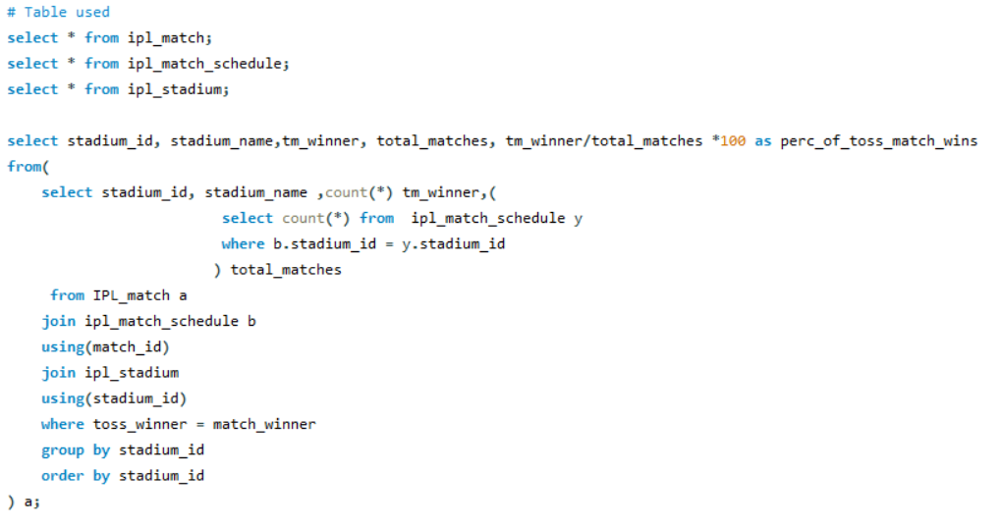 # Table used
select * from ipl_match;
select * from ipl_match_schedule;
select * from ipl_stadium;
select stadium_id, stadium_name,tm_winner, total_matches, tm_winner/total_matches *100 as perc_of_toss_match_wins
from(
select stadium_id, stadium_name ,count(*) tm_winner,(
select count(*) from  ipl_match_schedule y
where b.stadium_id = y.stadium_id
) total_matches
from IPL_match a
join ipl_match_schedule b
using(match_id)
join ipl_stadium
using(stadium_id)
where toss_winner = match_winner
group by stadium_id
order by stadium_id
) a;